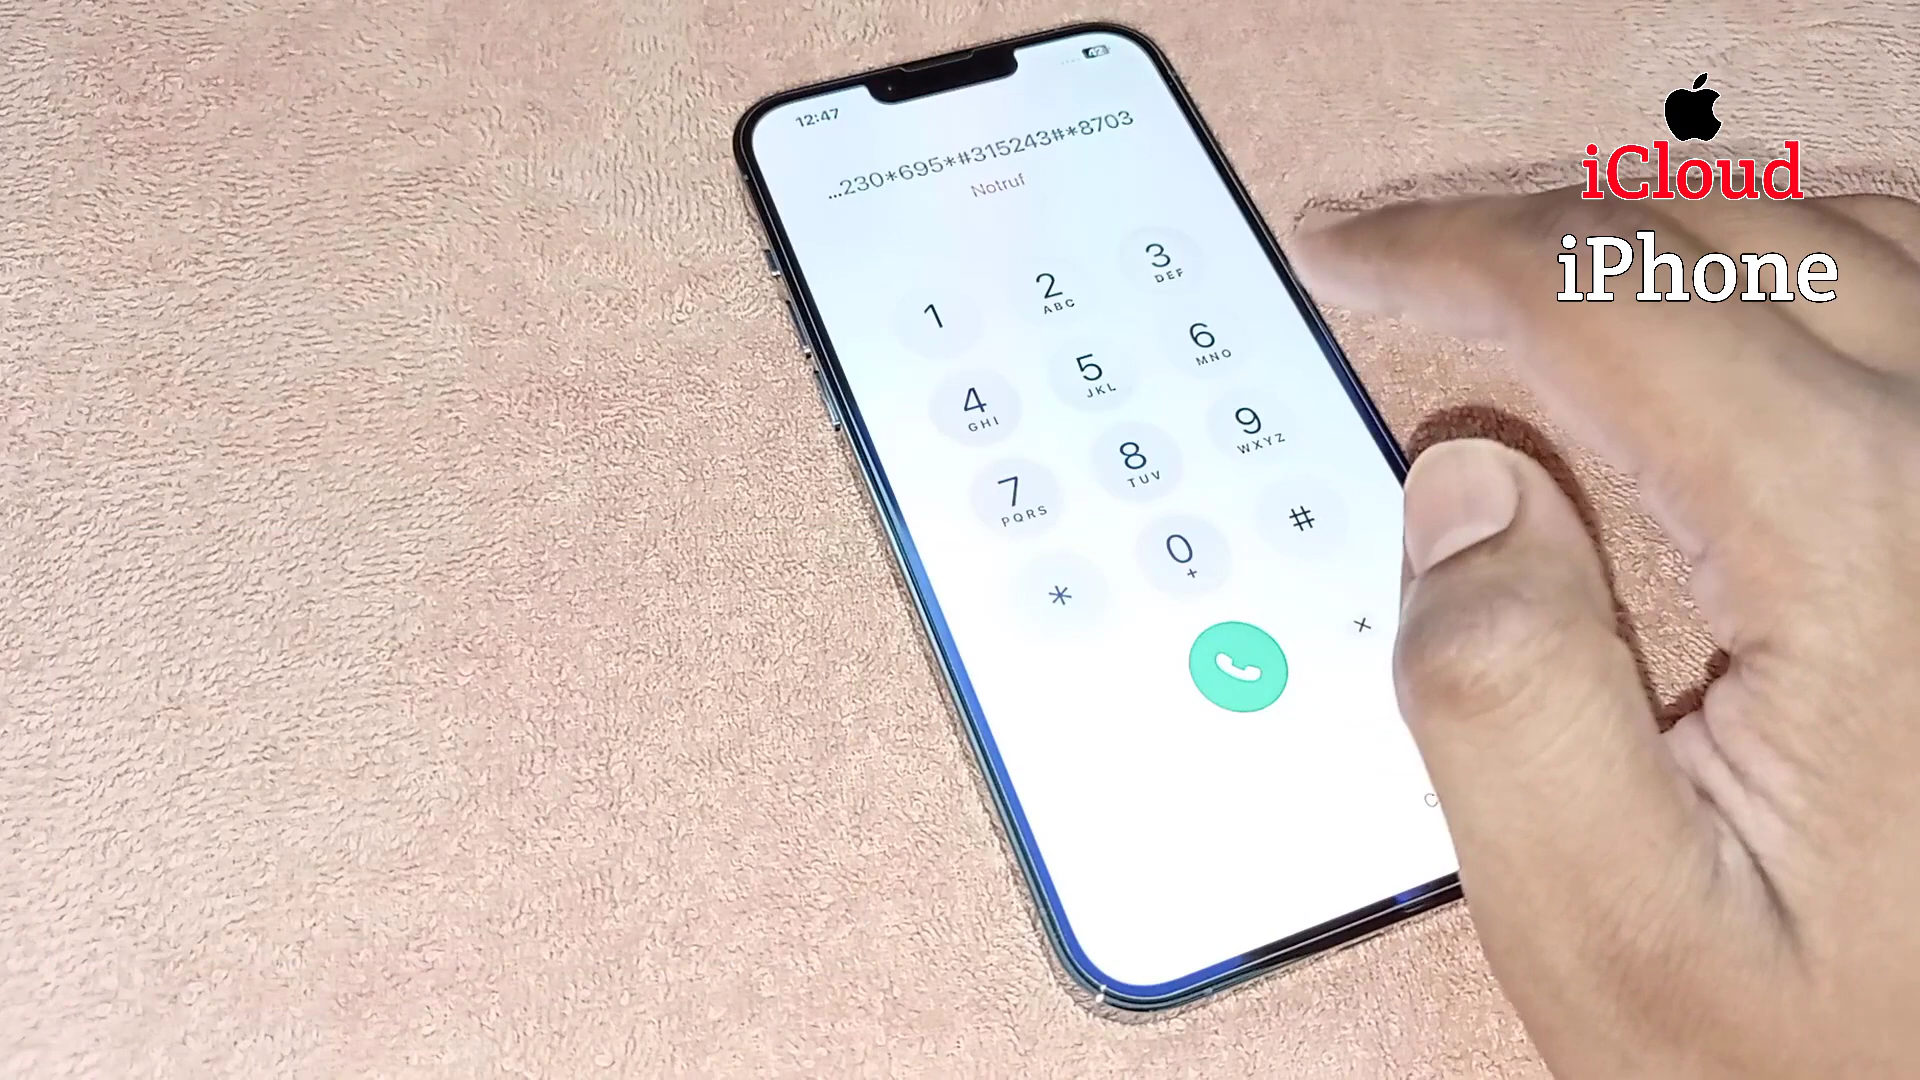 iCloud
iPhone
12:47
42
...230*695*#315243#*8703
Notruf
1
2
ABC
3
DEF
4
GHI
5
JKL
6
MNO
7
PQRS
8
TUV
9
WXYZ
*
0
+
#